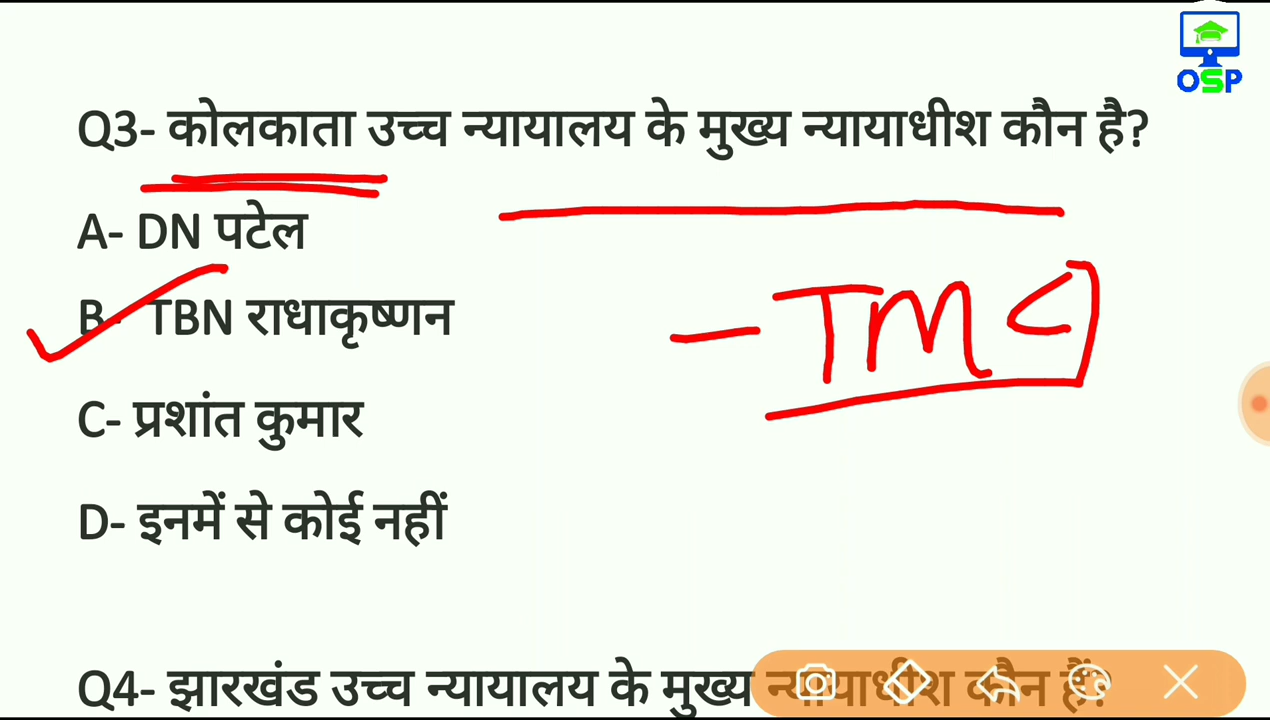 OSP
Q3- कोलकाता उच्च न्यायालय के मुख्य न्यायाधीश कौन है?
A- DN पटेल
B- TBN राधाकृष्णन
- TMC
C- प्रशांत कुमार
D- इनमें से कोई नहीं
Q4- झारखंड उच्च न्यायालय के मुख्य न्यायाधीश कौन हैं?